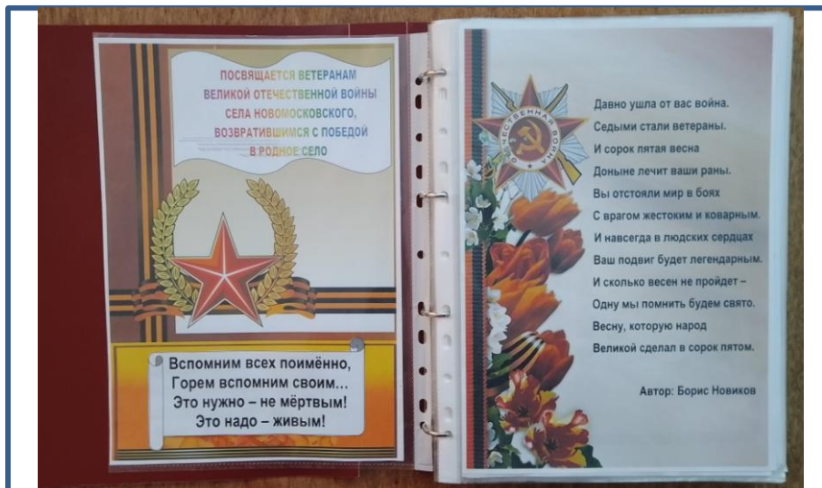 ПОСВЯЩАЕТСЯ ВЕТЕРАНАМ
ВЕЛИКОЙ ОТЕЧЕСТВЕННОЙ ВОЙНЫ
СЕЛА НОВОМОСКОВСКОГО,
ВОЗВРАТИВШИМСЯ С ПОБЕДОЙ
В РОДНОЕ СЕЛО
Вспомним всех поимённо,
Горем вспомним своим...
Это нужно – не мёртвым!
Это надо – живым!
ОТЕЧЕСТВЕННАЯ ВОЙНА
Давно ушла от вас война.
Седыми стали ветераны.
И сорок пятая весна
Доныне лечит ваши раны.
Вы отстояли мир в боях
С врагом жестоким и коварным.
И навсегда в людских сердцах
Ваш подвиг будет легендарным.
И сколько весен не пройдет –
Одну мы помнить будем свято.
Весну, которую народ
Великой сделал в сорок пятом.
Автор: Борис Новиков